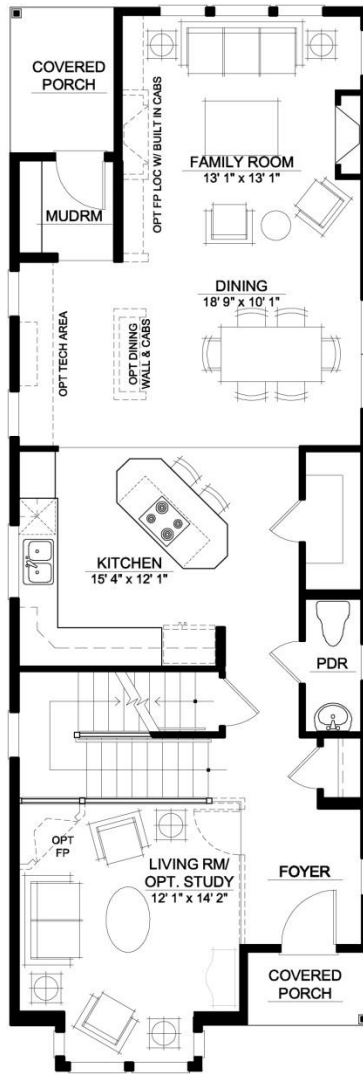 COVERED
PORCH
MUDRM
OPT FP LOC W/ BUILT IN CABS
FAMILY ROOM
13' 1" x 13' 1"
DINING
18' 9" x 10' 1"
OPT TECH AREA
OPT DINING
WALL & CABS
KITCHEN
15' 4" x 12' 1"
PDR
OPT
FP
LIVING RM/
OPT. STUDY
12' 1" x 14' 2"
FOYER
COVERED
PORCH